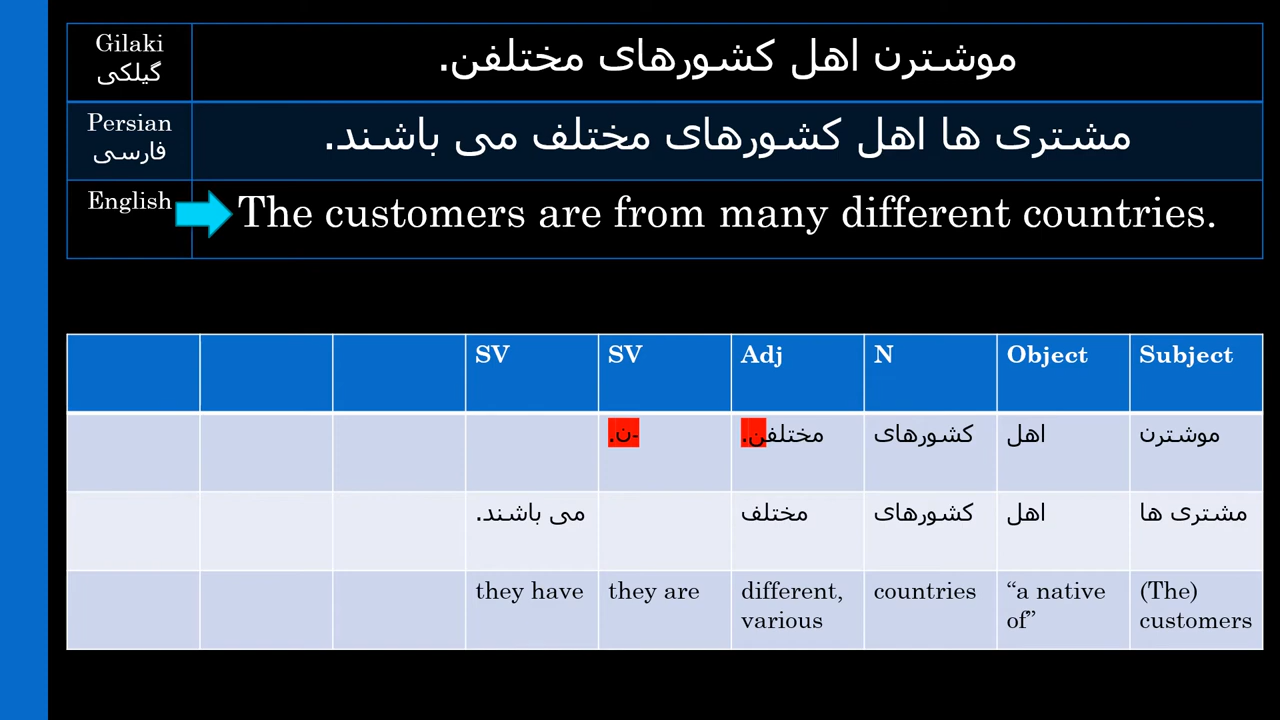 Gilaki
گیلکی
موشترن اهل کشورهای مختلفن.
Persian
فارسی
مشتری ها اهل کشورهای مختلف می باشند.
English
The customers are from many different countries.
SV SV Adj N Object Subject
موشترن اهل کشورهای مختلفن. -ن.
مشتری ها اهل کشورهای مختلف می باشند.
they have they are different, countries “a native (The)
various of” customers